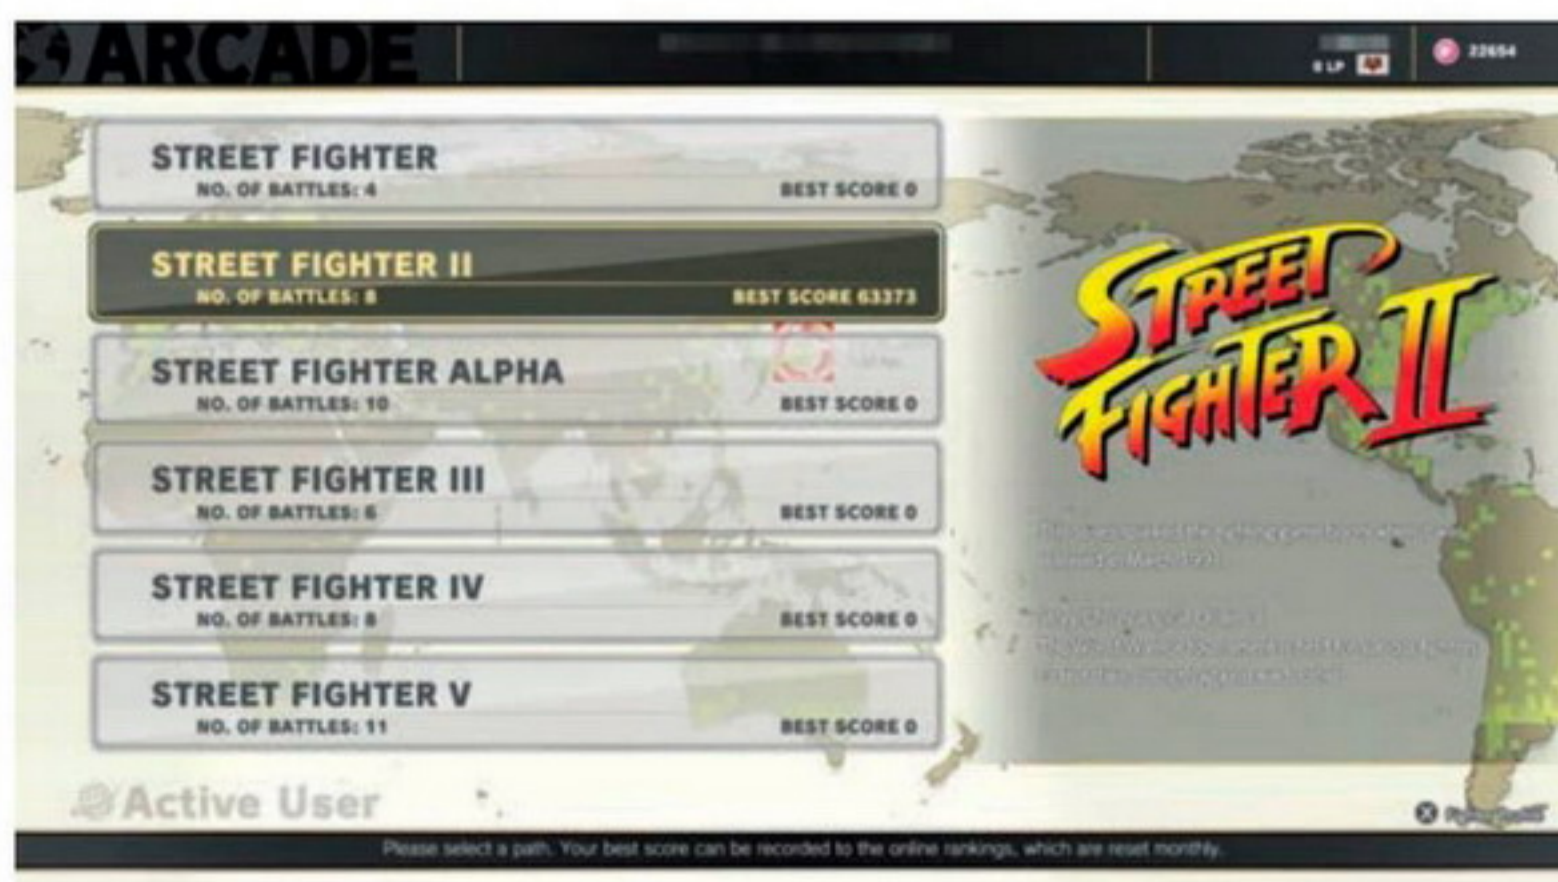 ARCADE
0 LP
22654
STREET FIGHTER
NO. OF BATTLES: 4
BEST SCORE 0
STREET FIGHTER II
NO. OF BATTLES: 8
BEST SCORE 63373
STREET FIGHTER ALPHA
NO. OF BATTLES: 10
BEST SCORE 0
STREET FIGHTER III
NO. OF BATTLES: 6
BEST SCORE 0
STREET FIGHTER IV
NO. OF BATTLES: 8
BEST SCORE 0
STREET FIGHTER V
NO. OF BATTLES: 11
BEST SCORE 0
STREET
FIGHTER II
Active User
Please select a path. Your best score can be recorded to the online rankings, which are reset monthly.